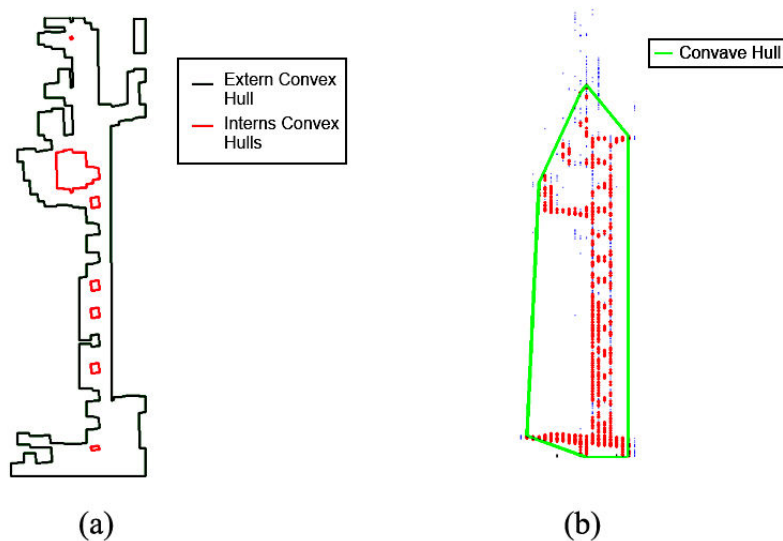 Extern Convex
Hull
Interns Convex
Hulls
Convave Hull
(a)
(b)